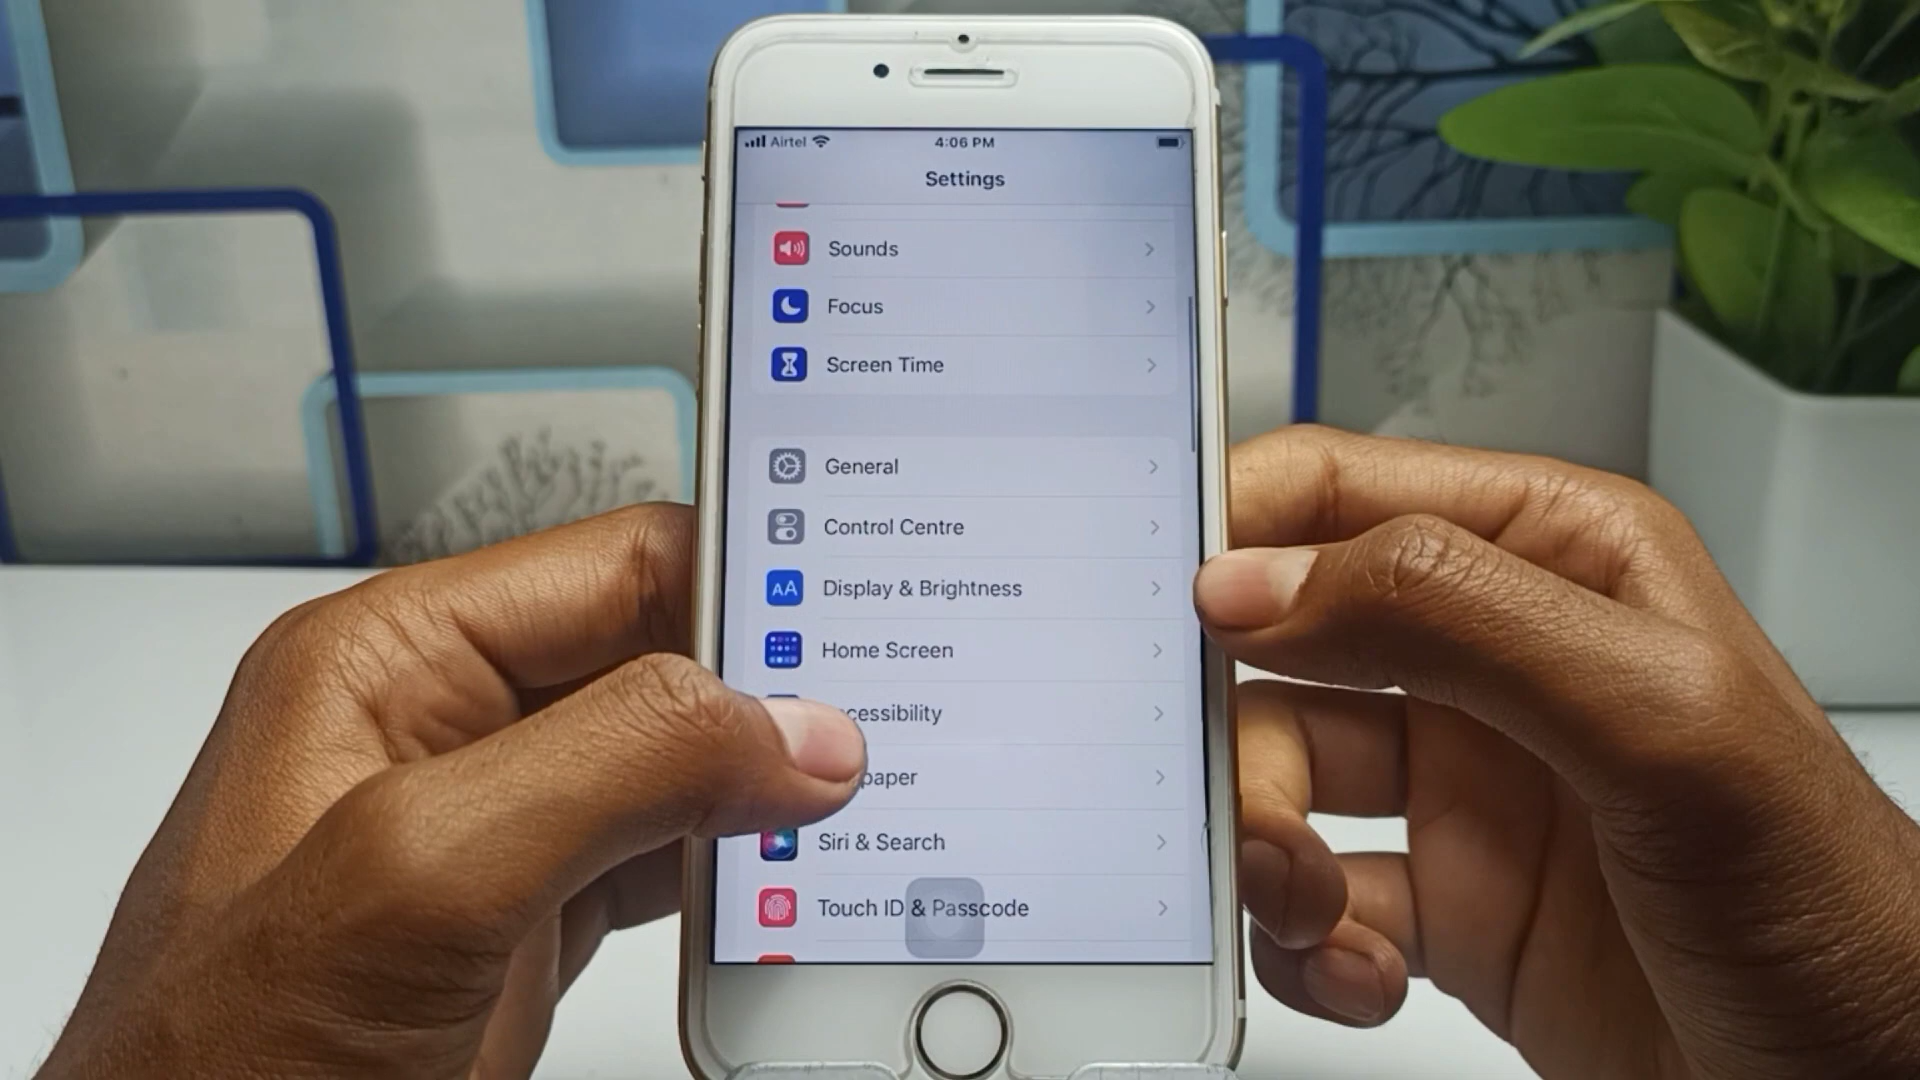 Airtel 4:06 PM
Settings
Sounds
Focus
Screen Time
General
Control Centre
AA Display & Brightness
Home Screen
cessibility
paper
Siri & Search
Touch ID & Passcode